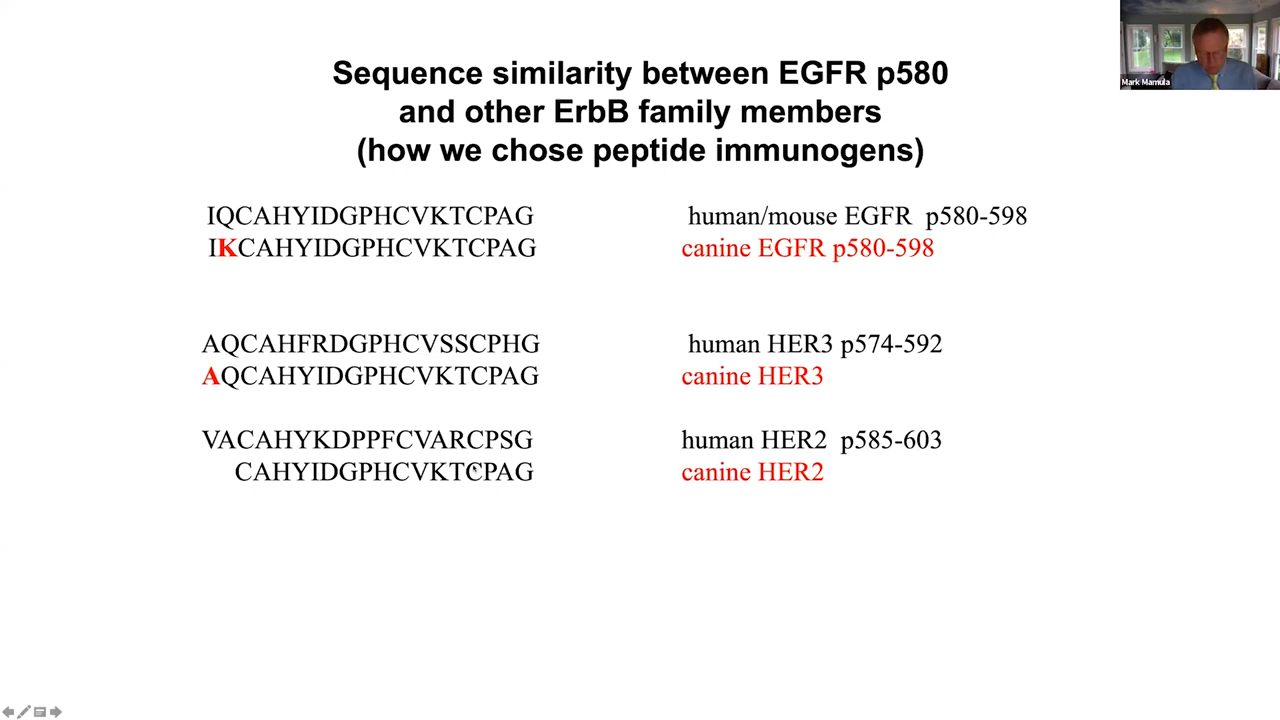 Sequence similarity between EGFR p580
and other ErbB family members
(how we chose peptide immunogens)
Mark Mamula
IQCAHYIDGPHCVKTCPAG human/mouse EGFR p580-598
IKCAHYIDGPHCVKTCPAG canine EGFR p580-598
AQCAHFRDGPHCVSSCPHG human HER3 p574-592
AQCAHYIDGPHCVKTCPAG canine HER3
VACAHYKDPPFCVARCPSG human HER2 p585-603
CAHYIDGPHCVKTCPAG canine HER2